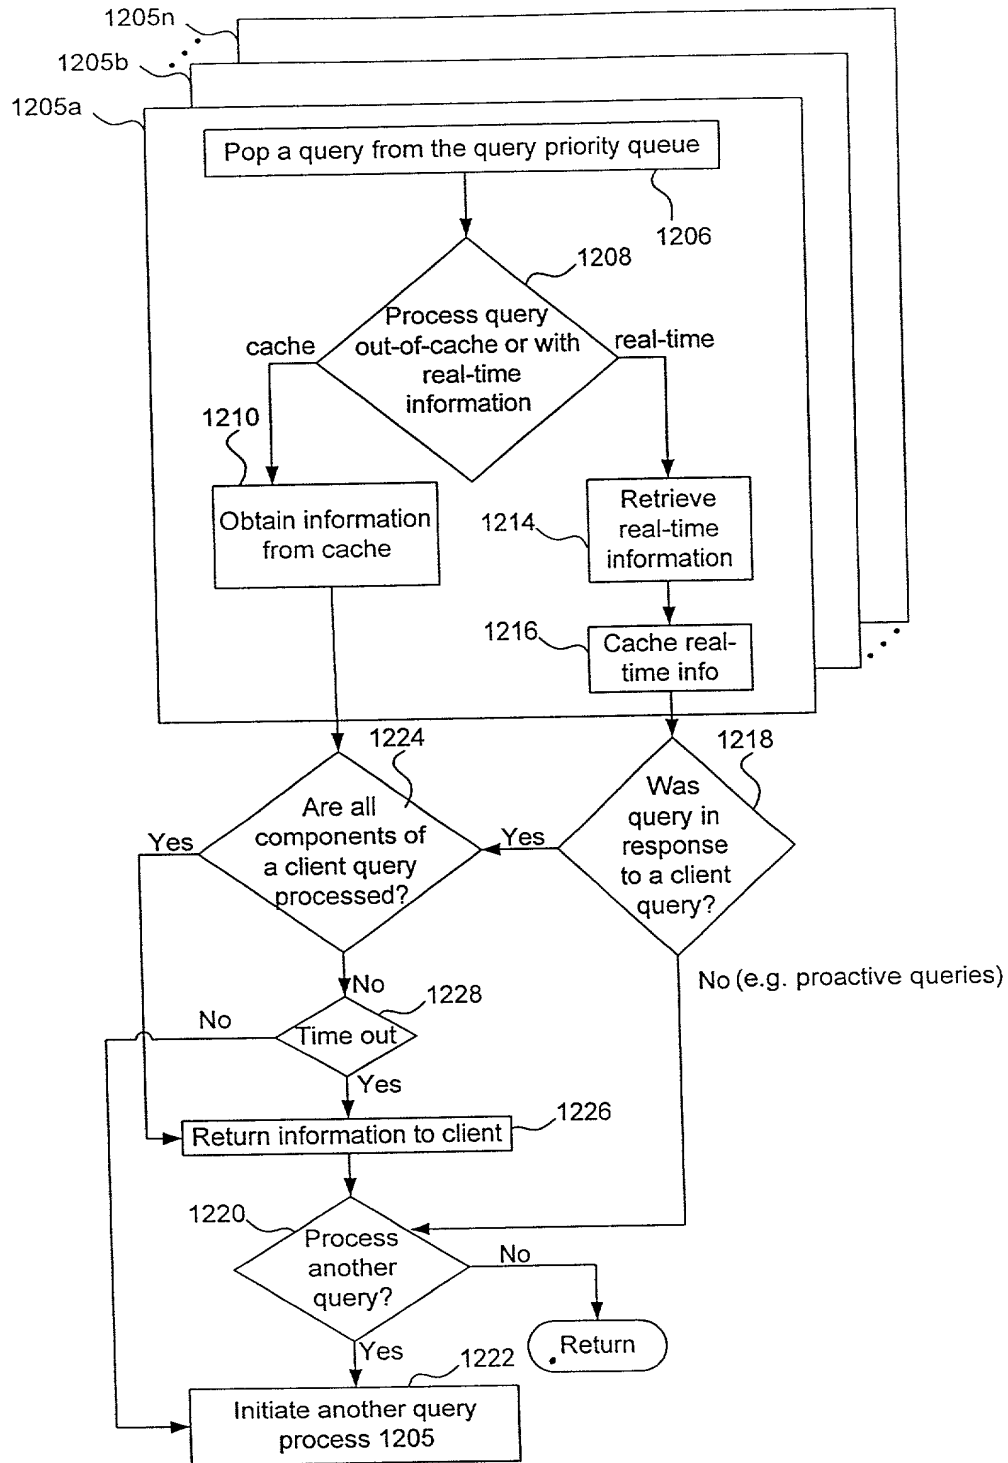 1205n
1205b
1205a
Pop a query from the query priority queue
1206
1208
Process query
out-of-cache or with
real-time
information
cache
real-time
1210
Obtain information
from cache
1214
Retrieve
real-time
information
1216
Cache real-
time info
1224
1218
Are all
components of
a client query
processed?
Was
query in
response
to a client
query?
Yes
Yes
No (e.g. proactive queries)
No
1228
No
Time out
Yes
1226
Return information to client
1220
Process
another
query?
No
Return
Yes
1222
Initiate another query
process 1205